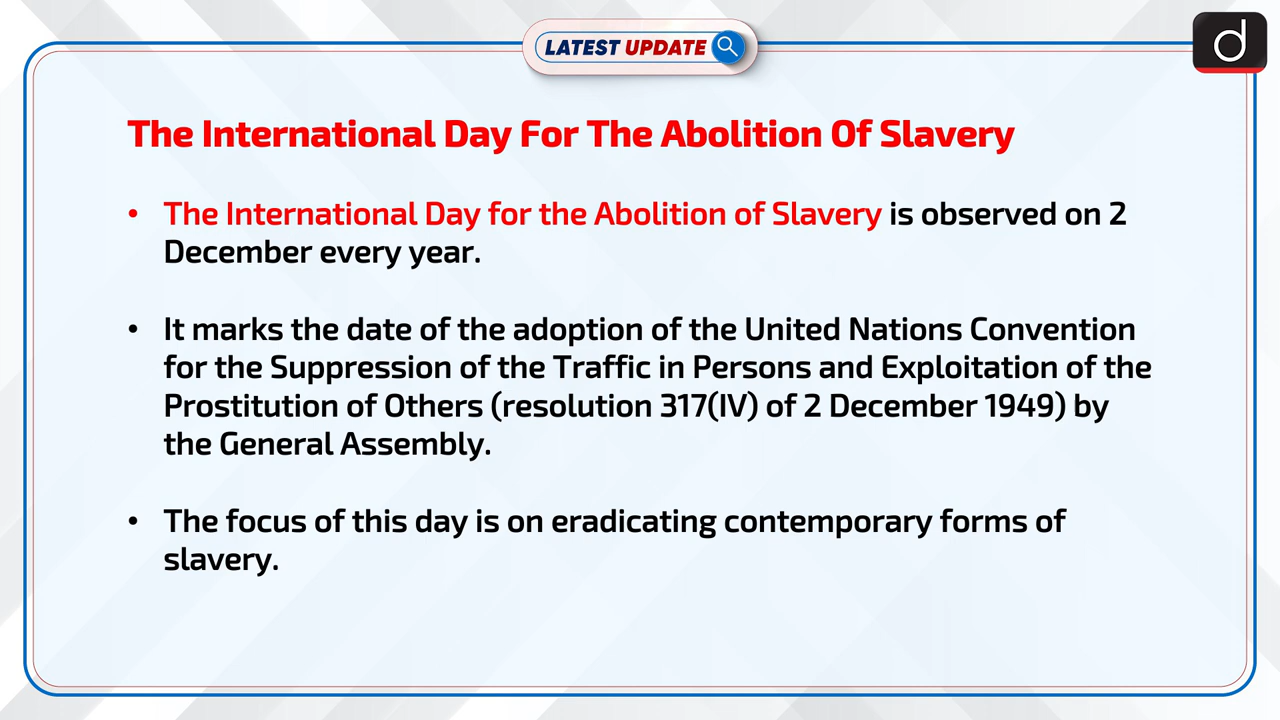 LATEST UPDATE
d
The International Day For The Abolition Of Slavery
• The International Day for the Abolition of Slavery is observed on 2
December every year.
• It marks the date of the adoption of the United Nations Convention
for the Suppression of the Traffic in Persons and Exploitation of the
Prostitution of Others (resolution 317(IV) of 2 December 1949) by
the General Assembly.
• The focus of this day is on eradicating contemporary forms of
slavery.